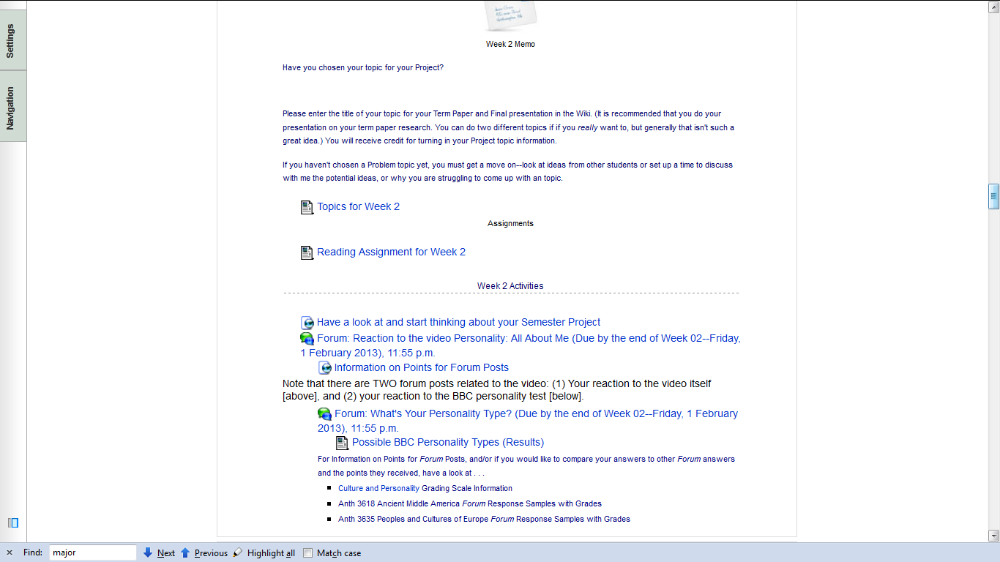 Settings
Navigation
Week 2 Memo
Have you chosen your topic for your Project?
Please enter the title of your topic for your Term Paper and Final presentation in the Wiki. (It is recommended that you do your
presentation on your term paper research. You can do two different topics if if you really want to, but generally that isn't such a
great idea.) You will receive credit for turning in your Project topic information.
If you haven't chosen a Problem topic yet, you must get a move on--look at ideas from other students or set up a time to discuss
with me the potential ideas, or why you are struggling to come up with an topic.
Topics for Week 2
Assignments
Reading Assignment for Week 2
Week 2 Activities
Have a look at and start thinking about your Semester Project
Forum: Reaction to the video Personality: All About Me (Due by the end of Week 02--Friday,
1 February 2013), 11:55 p.m.
Information on Points for Forum Posts
Note that there are TWO forum posts related to the video: (1) Your reaction to the video itself
[above], and (2) your reaction to the BBC personality test [below].
Forum: What's Your Personality Type? (Due by the end of Week 02--Friday, 1 February
2013), 11:55 p.m.
Possible BBC Personality Types (Results)
For Information on Points for Forum Posts, and/or if you would like to compare your answers to other Forum answers
and the points they received, have a look at . . .
Culture and Personality Grading Scale Information
Anth 3618 Ancient Middle America Forum Response Samples with Grades
Anth 3635 Peoples and Cultures of Europe Forum Response Samples with Grades
Find: major Next Previous Highlight all Match case